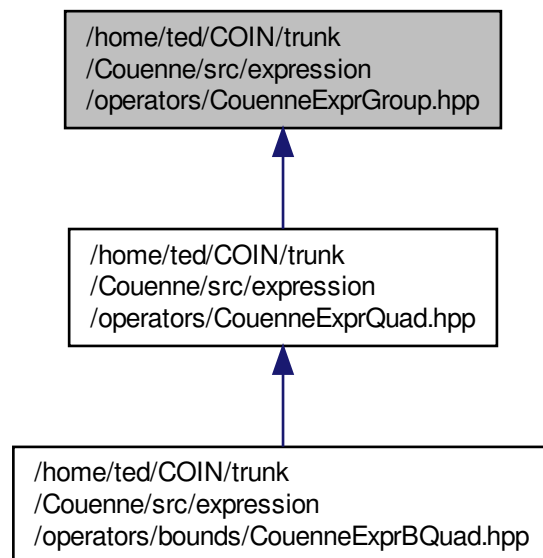 /home/ted/COIN/trunk
/Couenne/src/expression
/operators/CouenneExprGroup.hpp
/home/ted/COIN/trunk
/Couenne/src/expression
/operators/CouenneExprQuad.hpp
/home/ted/COIN/trunk
/Couenne/src/expression
/operators/bounds/CouenneExprBQuad.hpp